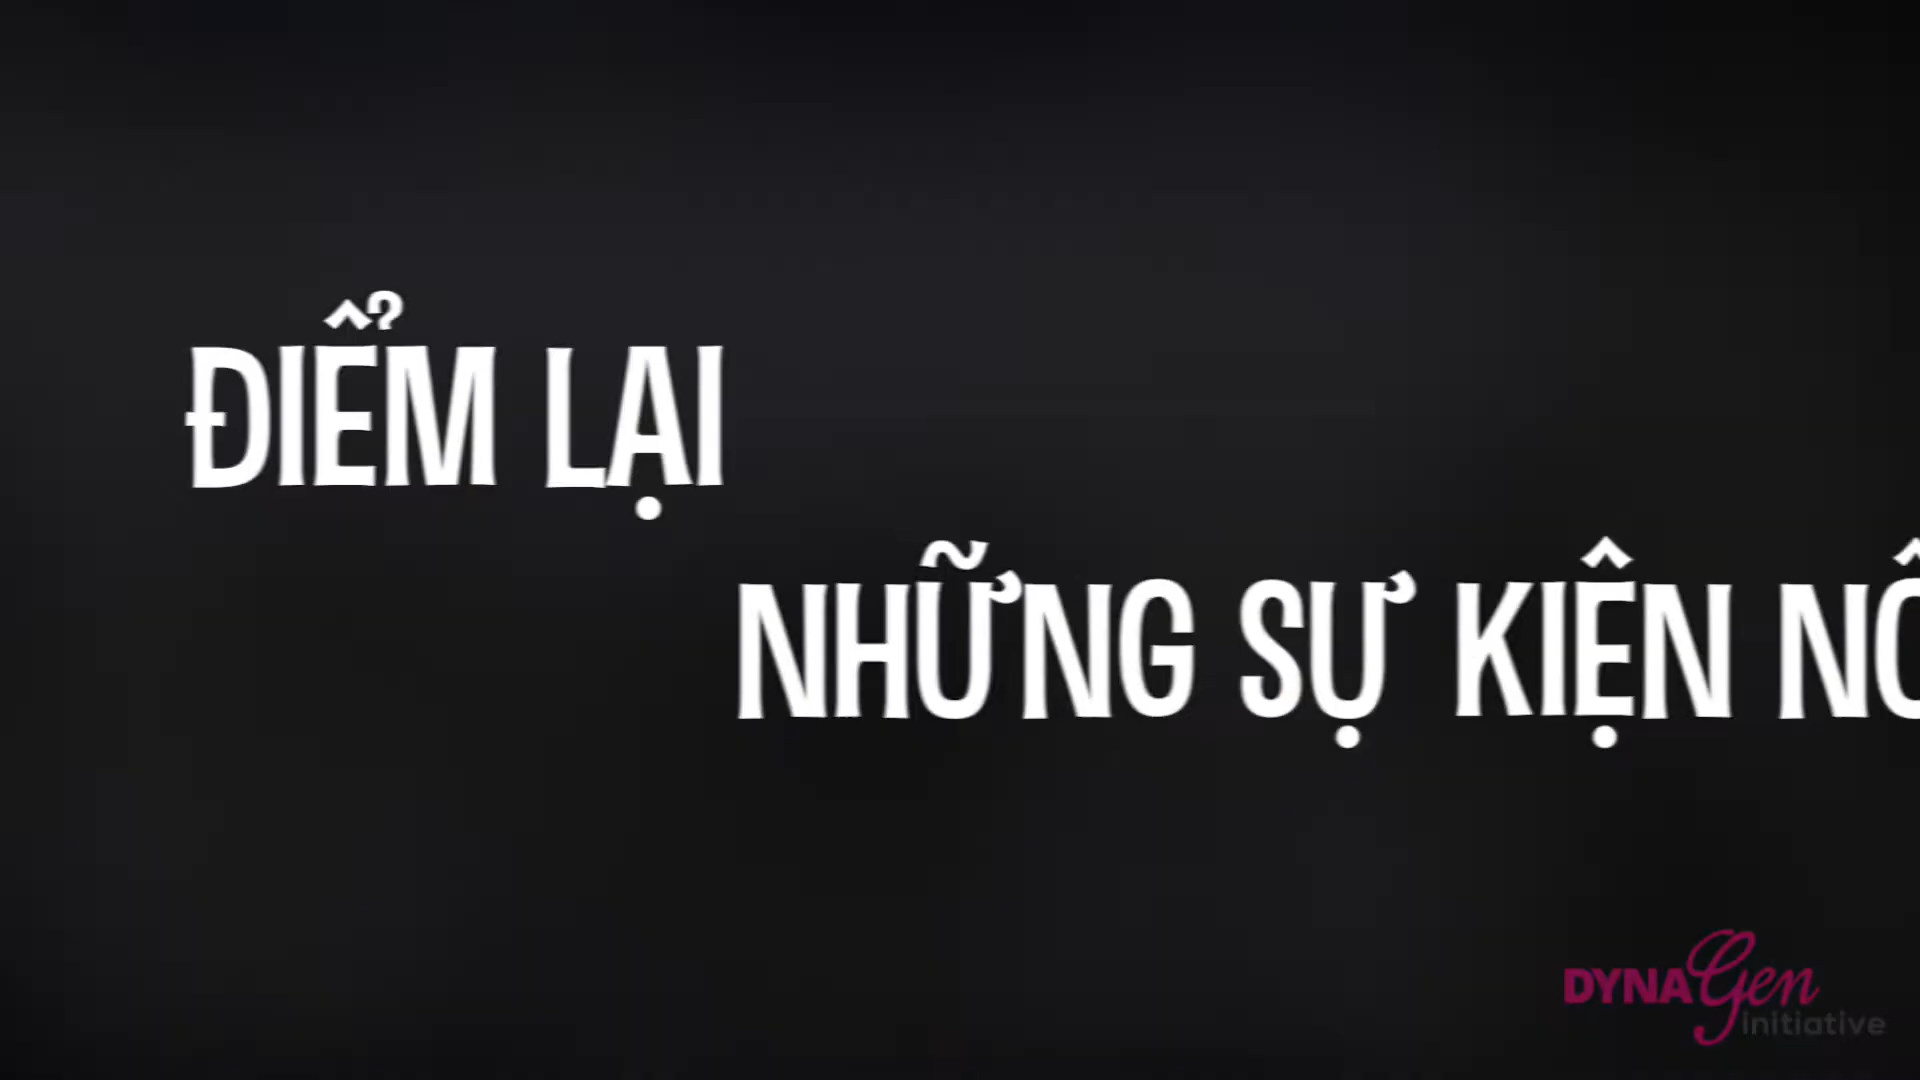 ĐIỂM LẠI
NHỮNG SỰ KIỆN
DYNAGen
initiative